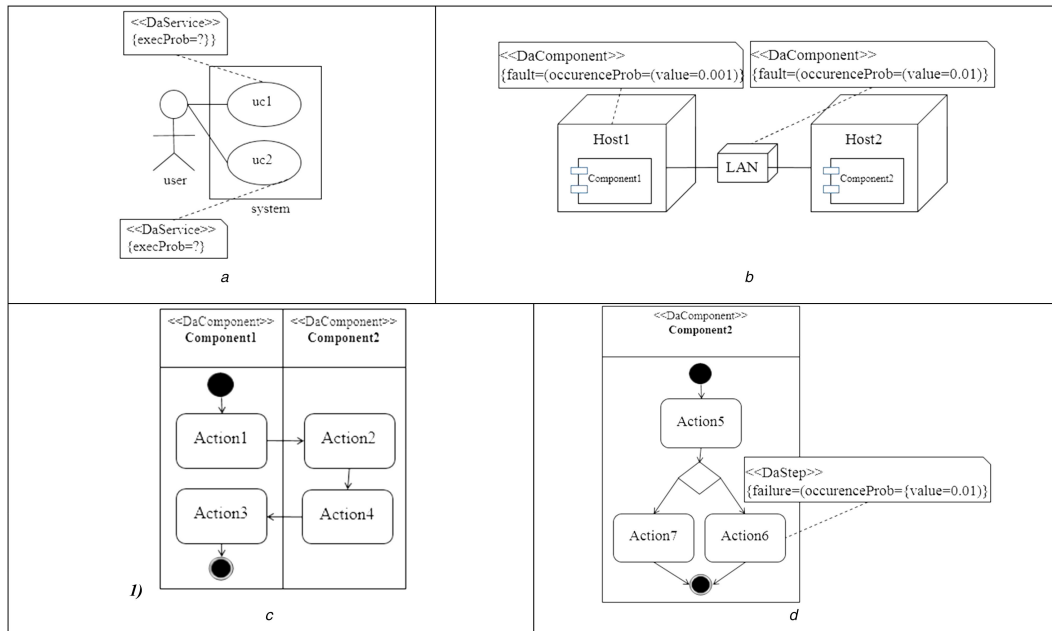 <<DaService>>
{execProb=?}}
uc1
uc2
user
system
<<DaService>>
{execProb=?}
a
<<DaComponent>>
{fault=(occurenceProb=(value=0.001)}
<<DaComponent>>
{fault=(occurenceProb=(value=0.01)}
Host1
Component1
LAN
Host2
Component2
b
<<DaComponent>>
Component1
<<DaComponent>>
Component2
Action1
Action2
Action3
Action4
1)
c
<<DaComponent>>
Component2
Action5
<<DaStep>>
{failure=(occurenceProb={value=0.01)}
Action7
Action6
d